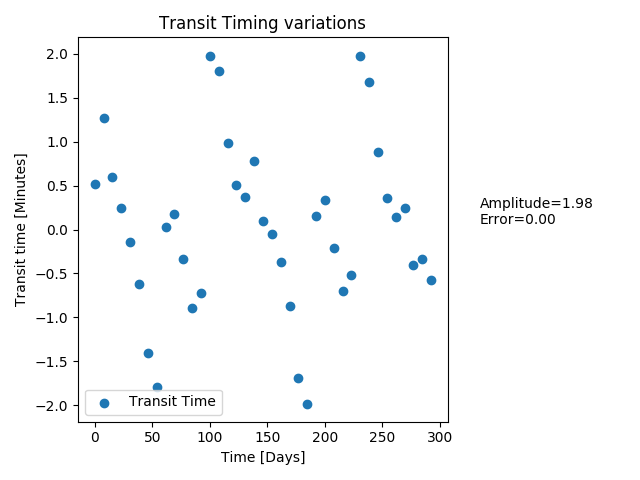 Transit Timing variations
Transit time [Minutes]
2.0
1.5
1.0
0.5
0.0
−0.5
−1.0
−1.5
−2.0
Transit Time
0
50
100
150
200
250
300
Time [Days]
Amplitude=1.98
Error=0.00